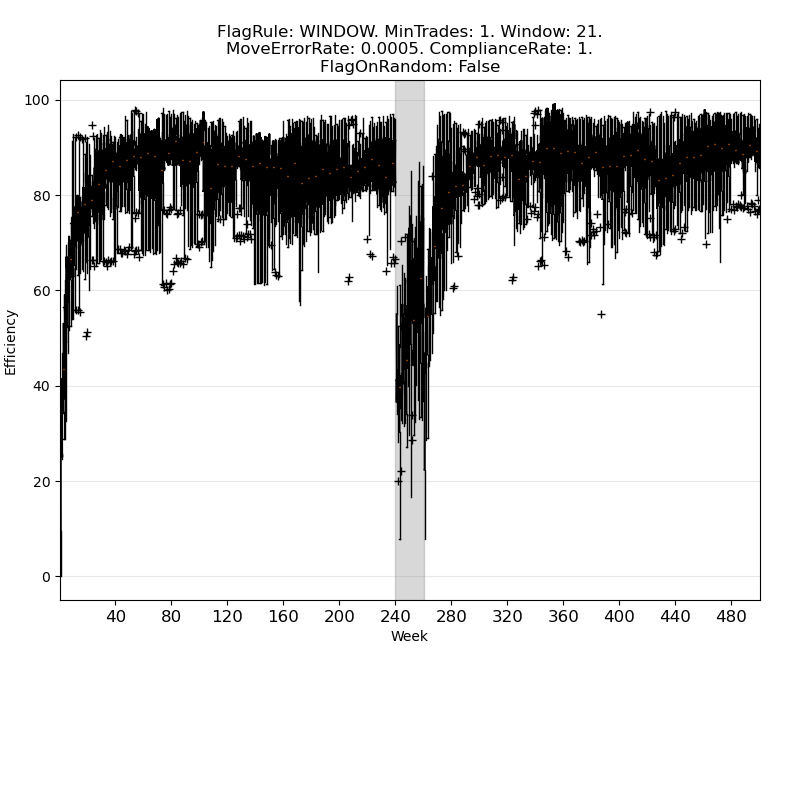 FlagRule: WINDOW. MinTrades: 1. Window: 21.
MoveErrorRate: 0.0005. ComplianceRate: 1.
FlagOnRandom: False
100
80
60
40
20
0
Efficiency
40 80 120 160 200 240 280 320 360 400 440 480
Week